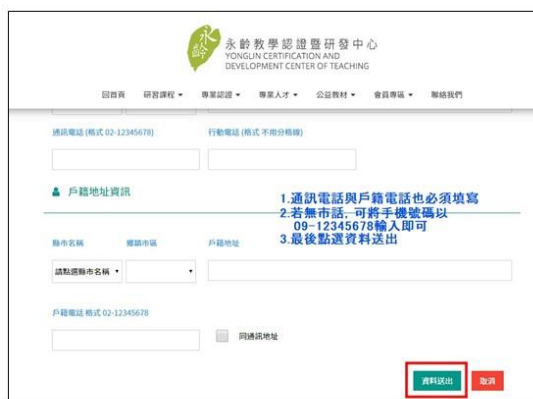 永齡
永齡教學認證暨研發中心
YONGLIN CERTIFICATION AND
DEVELOPMENT CENTER OF TEACHING
回首頁 研習課程 專業認證 專業人才 公益教材 會員專區 聯絡我們
通訊電話 (格式 02-12345678) 行動電話 (格式 不用分格線)
戶籍地址資訊
1.通訊電話與戶籍電話也必須填寫
2.若無市話, 可將手機號碼以
09-12345678輸入即可
3.最後點選資料送出
縣市名稱 鄉鎮市區 戶籍地址
請點選縣市名稱
戶籍電話 格式 02-12345678
同通訊地址
資料送出 取消